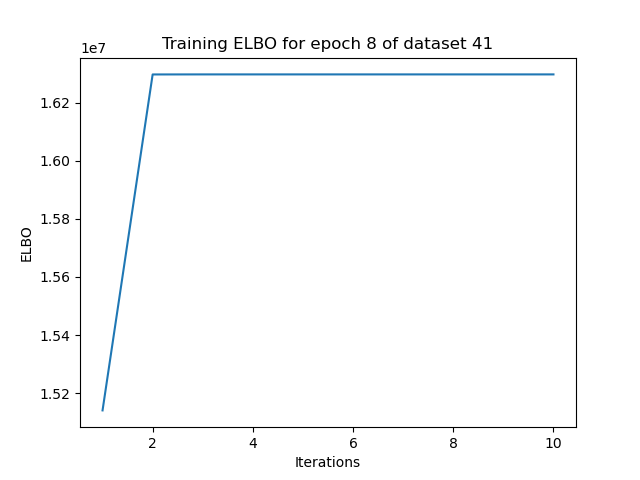 Training ELBO for epoch 8 of dataset 41
1e7
1.62
1.60
1.58
1.56
1.54
1.52
ELBO
2 4 6 8 10
Iterations